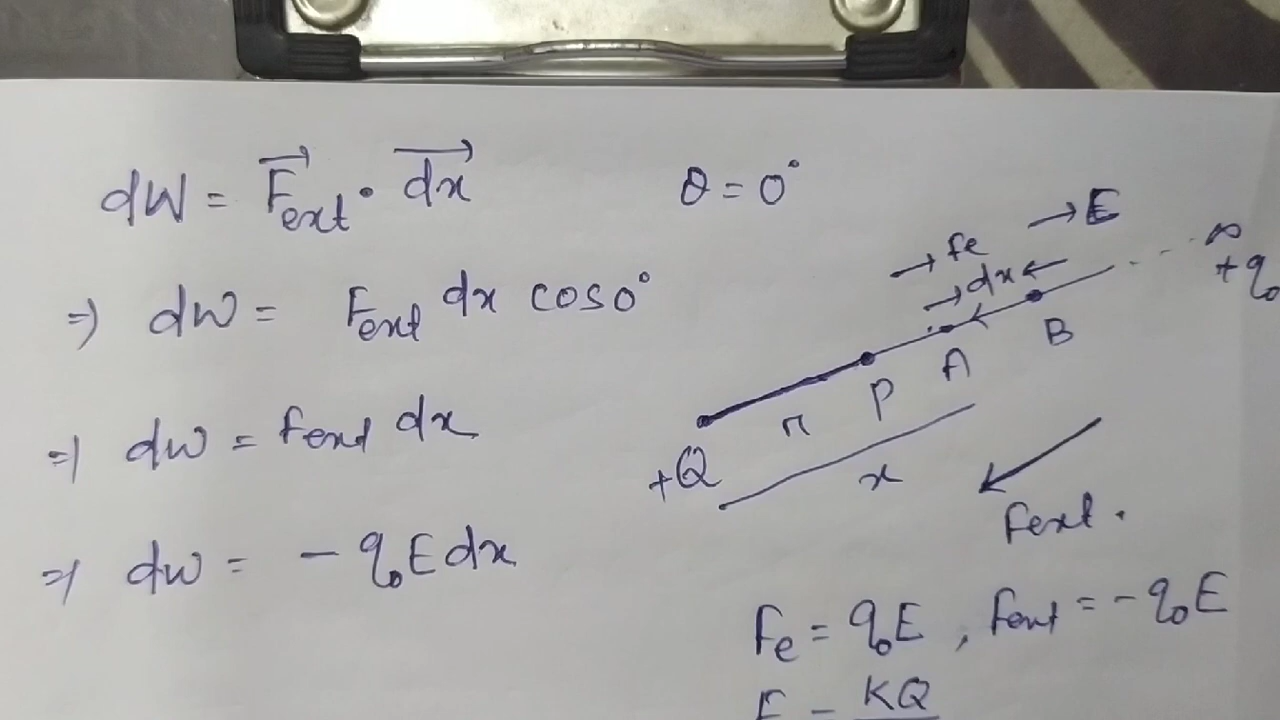 dW = F⃗ext · d⃗x
θ = 0°
⇒ dW = Fext dx cos0°
⇒ dW = Fext dx
⇒ dW = - q₀Edx
→ E
→ Fe
∞
→ dx ←
+q₀
B
A
P
r
+Q
x
Fext.
Fe = q₀E , Fext = - q₀E
E = KQ